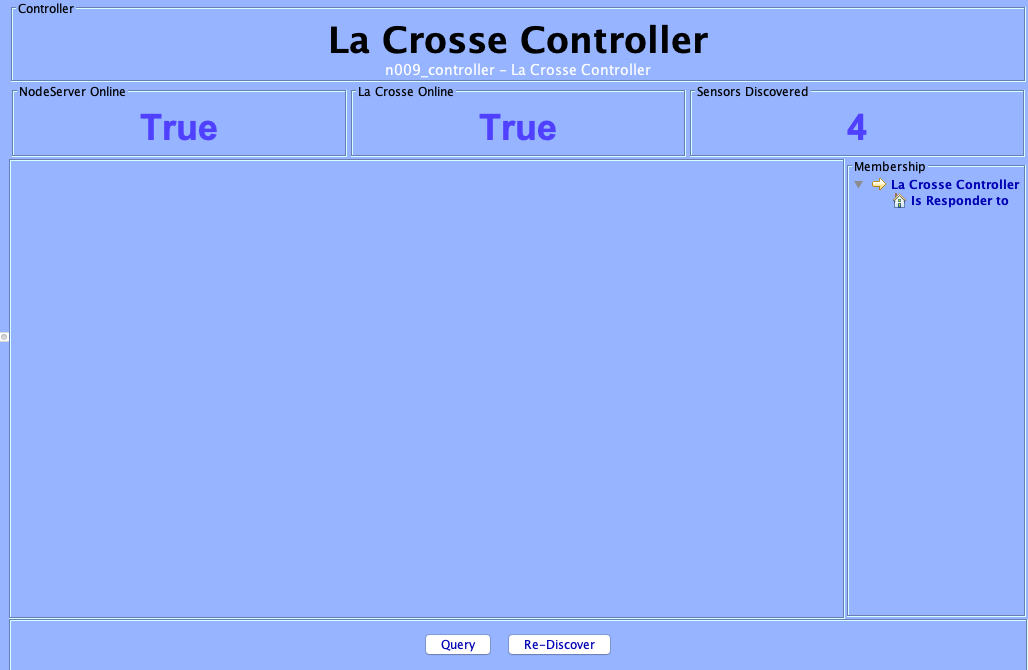 Controller
La Crosse Controller
n009_controller - La Crosse Controller
NodeServer Online
True
La Crosse Online
True
Sensors Discovered
4
Membership
La Crosse Controller
Is Responder to
Query
Re-Discover